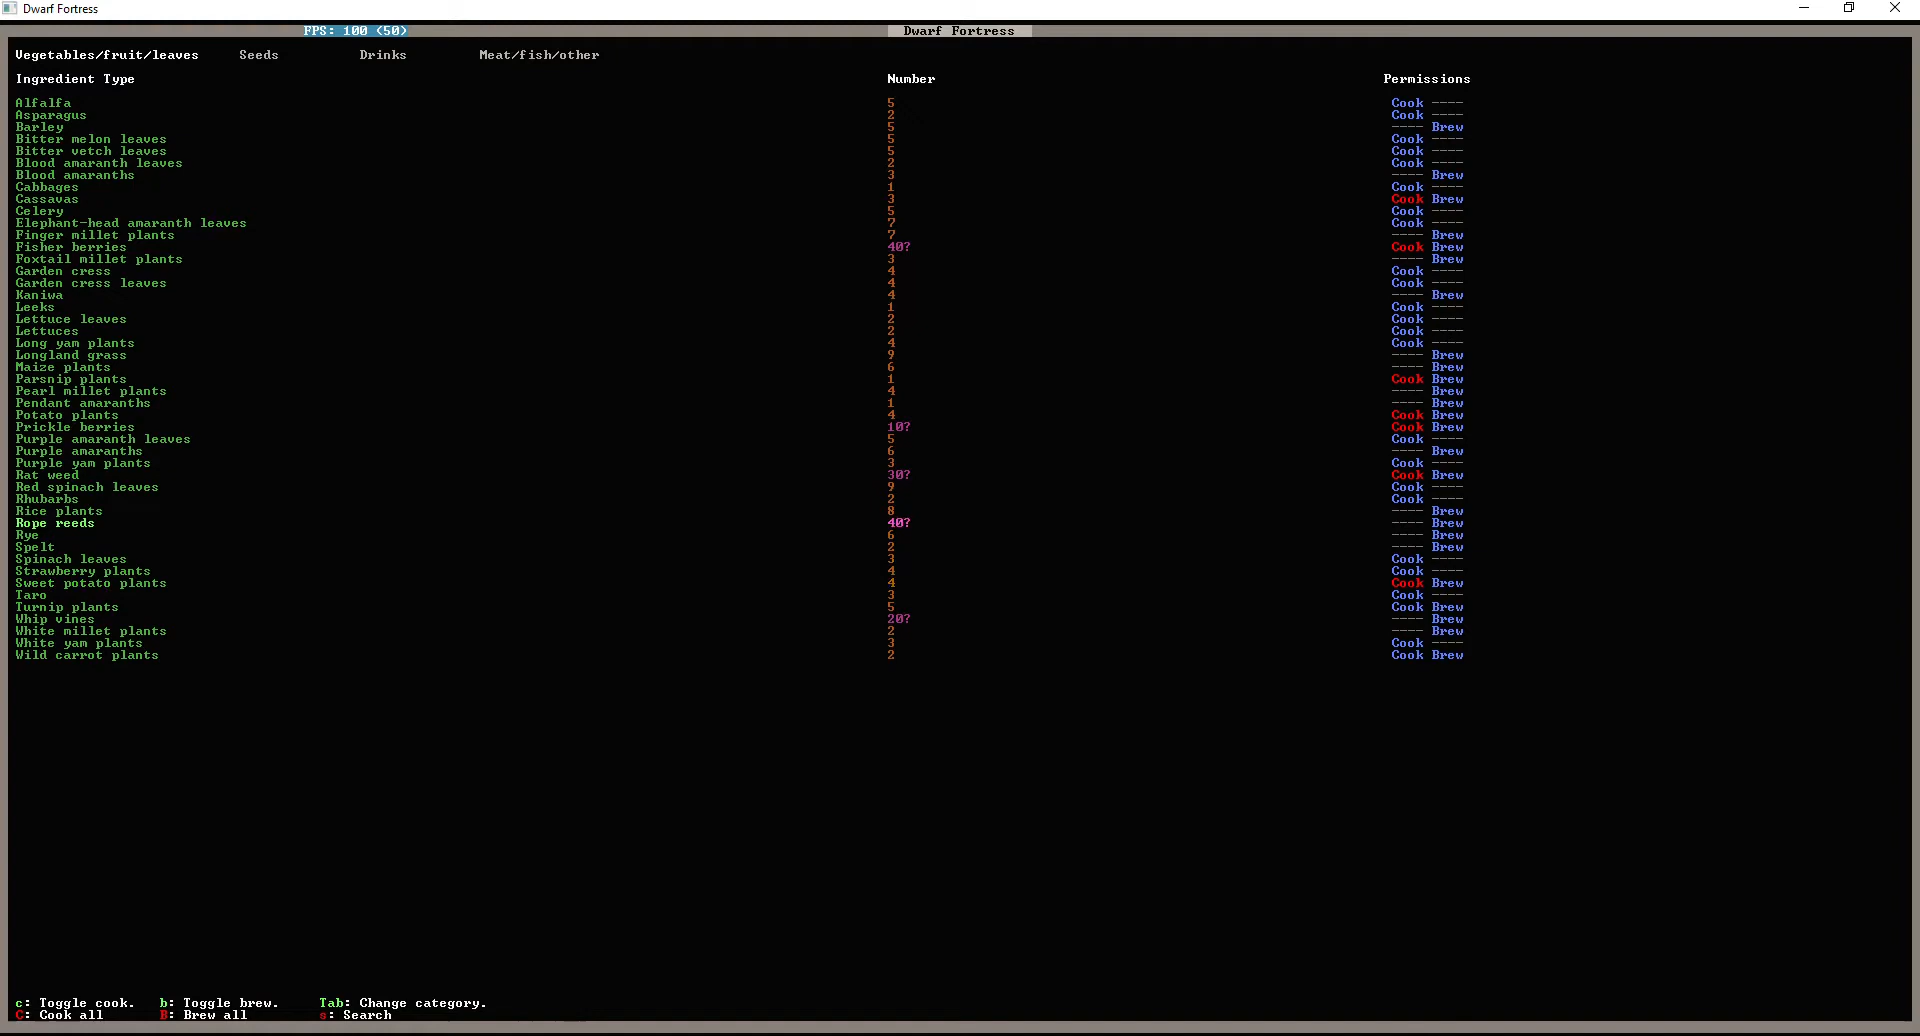 Dwarf Fortress
FPS: 100 (50) Dwarf Fortress
Vegetables/fruit/leaves Seeds Drinks Meat/fish/other
Ingredient Type Number Permissions
Alfalfa 5 Cook ----
Asparagus 2 Cook ----
Barley 5 ---- Brew
Bitter melon leaves 5 Cook ----
Bitter vetch leaves 5 Cook ----
Blood amaranth leaves 2 Cook ----
Blood amaranths 3 ---- Brew
Cabbages 1 Cook ----
Cassavas 3 Cook Brew
Celery 5 Cook ----
Elephant-head amaranth leaves 7 Cook ----
Finger millet plants 7 ---- Brew
Fisher berries 40? Cook Brew
Foxtail millet plants 3 ---- Brew
Garden cress 4 Cook ----
Garden cress leaves 4 Cook ----
Kaniwa 4 ---- Brew
Leeks 1 Cook ----
Lettuce leaves 2 Cook ----
Lettuces 2 Cook ----
Long yam plants 4 Cook ----
Longland grass 9 ---- Brew
Maize plants 6 ---- Brew
Parsnip plants 1 Cook Brew
Pearl millet plants 4 ---- Brew
Pendant amaranths 1 ---- Brew
Potato plants 4 Cook Brew
Prickle berries 10? Cook Brew
Purple amaranth leaves 5 Cook ----
Purple amaranths 6 ---- Brew
Purple yam plants 3 Cook ----
Rat weed 30? Cook Brew
Red spinach leaves 9 Cook ----
Rhubarbs 2 Cook ----
Rice plants 8 ---- Brew
Rope reeds 40? ---- Brew
Rye 6 ---- Brew
Spelt 2 ---- Brew
Spinach leaves 3 Cook ----
Strawberry plants 4 Cook ----
Sweet potato plants 4 Cook Brew
Taro 3 Cook ----
Turnip plants 5 Cook Brew
Whip vines 20? ---- Brew
White millet plants 2 ---- Brew
White yam plants 3 Cook ----
Wild carrot plants 2 Cook Brew
c: Toggle cook. b: Toggle brew. Tab: Change category.
C: Cook all B: Brew all s: Search